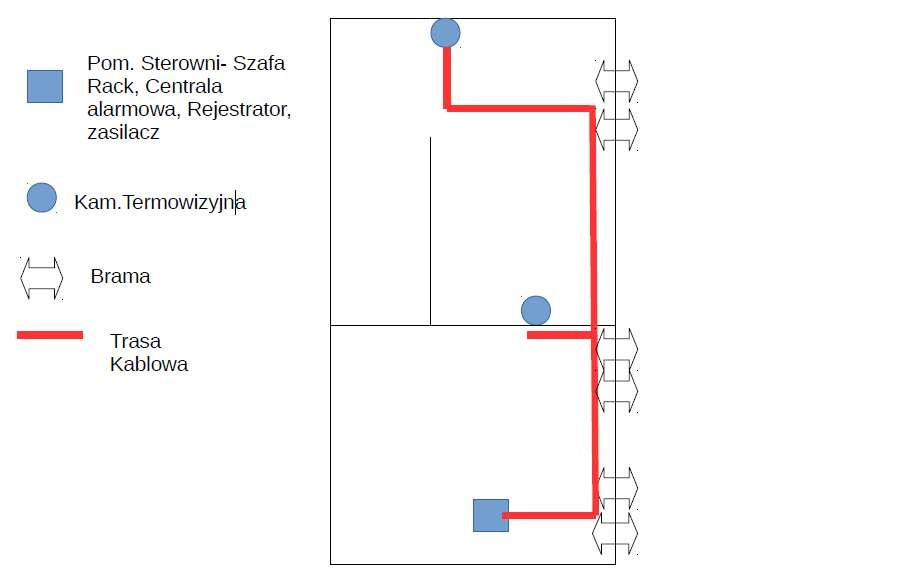 Pom. Sterowni- Szafa
Rack, Centrala
alarmowa, Rejestrator,
zasilacz
Kam.Termowizyjna
Brama
Trasa
Kablowa